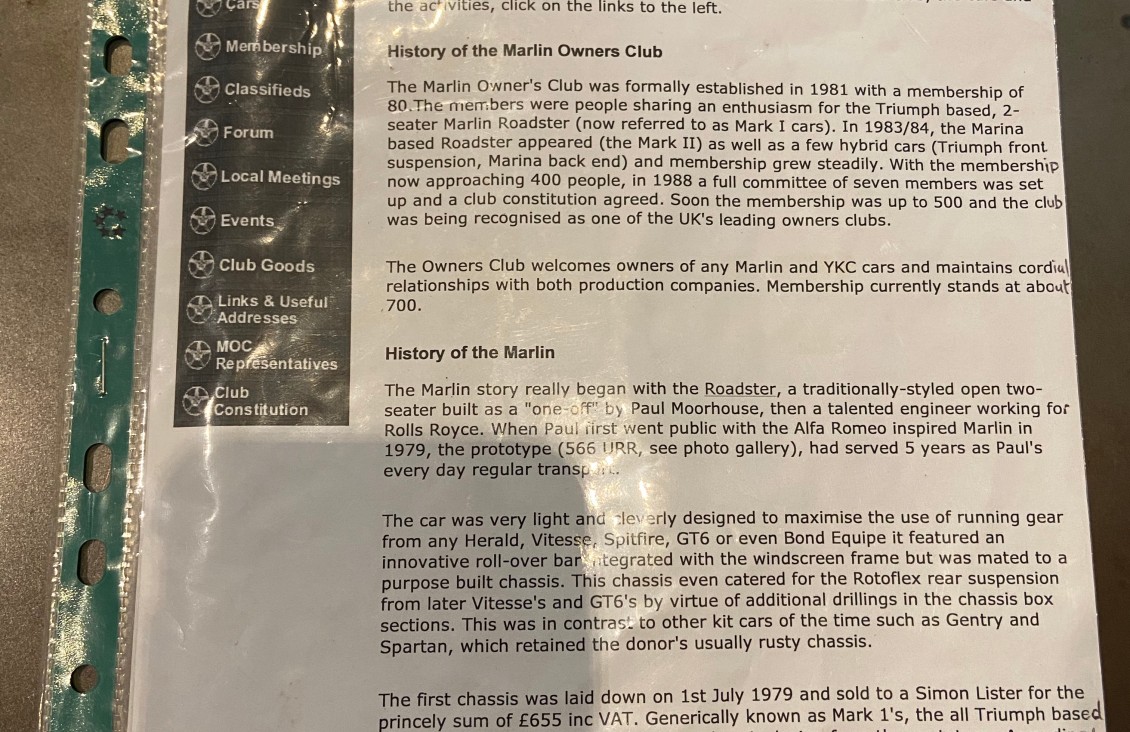 Cars
Membership
Classifieds
Forum
Local Meetings
Events
Club Goods
Links & Useful
Addresses
MOC
Representatives
Club
Constitution
the activities, click on the links to the left.
History of the Marlin Owners Club
The Marlin Owner's Club was formally established in 1981 with a membership of
80.The members were people sharing an enthusiasm for the Triumph based, 2-
seater Marlin Roadster (now referred to as Mark I cars). In 1983/84, the Marina
based Roadster appeared (the Mark II) as well as a few hybrid cars (Triumph front
suspension, Marina back end) and membership grew steadily. With the membership
now approaching 400 people, in 1988 a full committee of seven members was set
up and a club constitution agreed. Soon the membership was up to 500 and the club
was being recognised as one of the UK's leading owners clubs.
The Owners Club welcomes owners of any Marlin and YKC cars and maintains cordial
relationships with both production companies. Membership currently stands at about
700.
History of the Marlin
The Marlin story really began with the Roadster, a traditionally-styled open two-
seater built as a "one-off" by Paul Moorhouse, then a talented engineer working for
Rolls Royce. When Paul first went public with the Alfa Romeo inspired Marlin in
1979, the prototype (566 URR, see photo gallery), had served 5 years as Paul's
every day regular transport.
The car was very light and cleverly designed to maximise the use of running gear
from any Herald, Vitesse, Spitfire, GT6 or even Bond Equipe it featured an
innovative roll-over bar integrated with the windscreen frame but was mated to a
purpose built chassis. This chassis even catered for the Rotoflex rear suspension
from later Vitesse's and GT6's by virtue of additional drillings in the chassis box
sections. This was in contrast to other kit cars of the time such as Gentry and
Spartan, which retained the donor's usually rusty chassis.
The first chassis was laid down on 1st July 1979 and sold to a Simon Lister for the
princely sum of £655 inc VAT. Generically known as Mark 1's, the all Triumph based